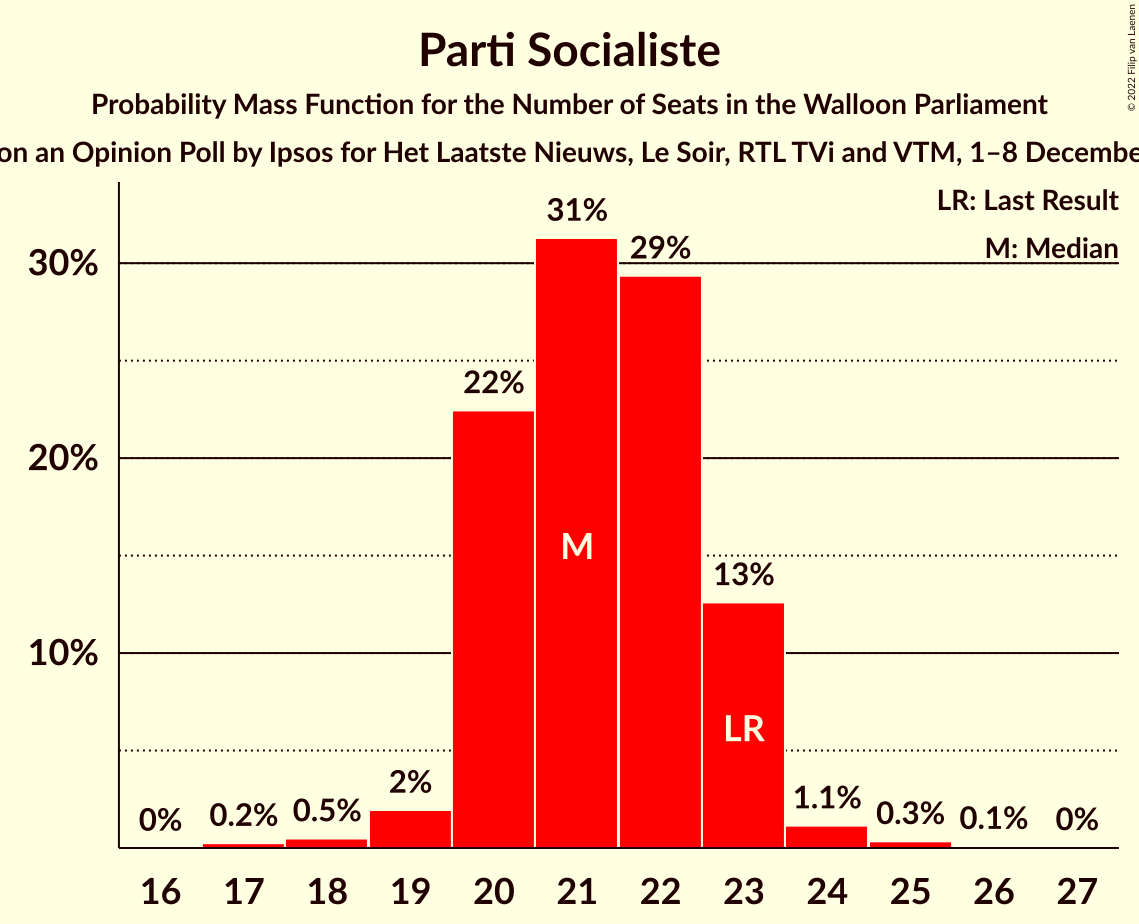 Parti Socialiste
Probability Mass Function for the Number of Seats in the Walloon Parliament
on an Opinion Poll by Ipsos for Het Laatste Nieuws, Le Soir, RTL TVi and VTM, 1–8 Decembe
© 2022 Filip van Laenen
LR: Last Result
M: Median
30%
20%
10%
0%
0.2%
0.5%
2%
22%
31%
29%
13%
1.1%
0.3%
0.1%
0%
M
LR
16 17 18 19 20 21 22 23 24 25 26 27